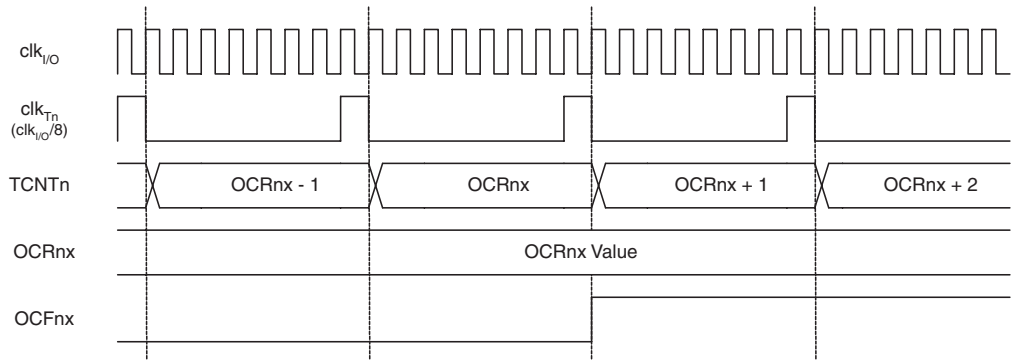 clkI/O
clkTn
(clkI/O/8)
TCNTn OCRnx - 1 OCRnx OCRnx + 1 OCRnx + 2
OCRnx OCRnx Value
OCFnx